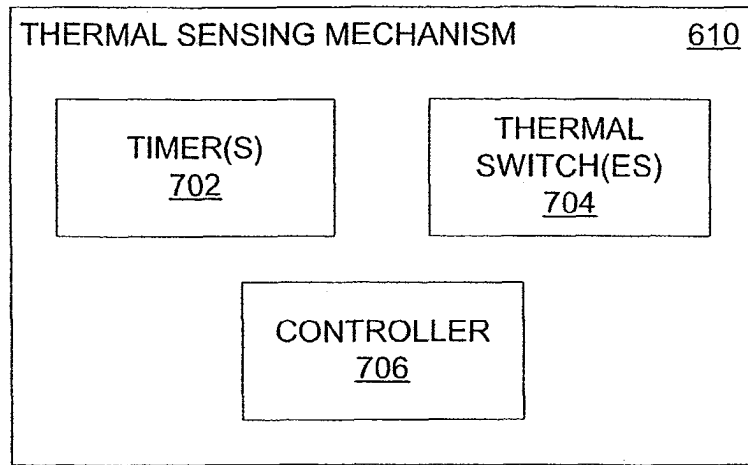 THERMAL SENSING MECHANISM 610
TIMER(S)
702
THERMAL
SWITCH(ES)
704
CONTROLLER
706